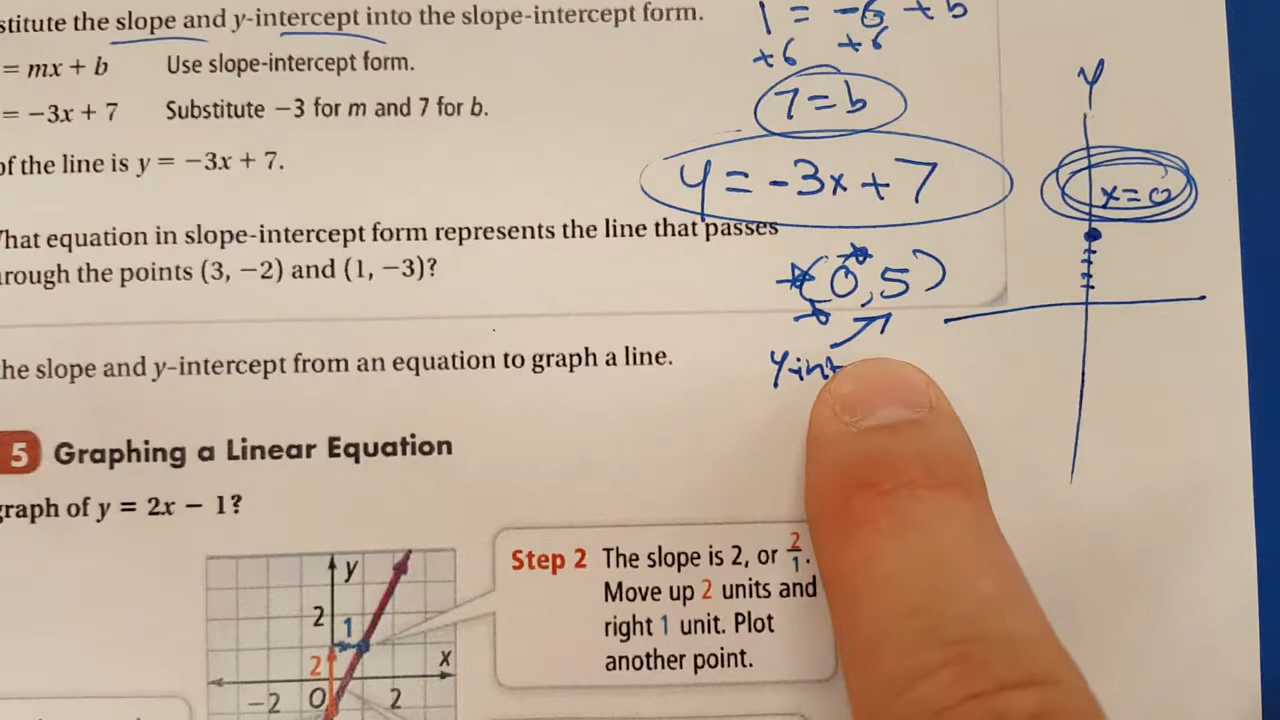 stitute the slope and y-intercept into the slope-intercept form.
= mx + b Use slope-intercept form.
= −3x + 7 Substitute −3 for m and 7 for b.
of the line is y = −3x + 7.
What equation in slope-intercept form represents the line that passes
rough the points (3, −2) and (1, −3)?
he slope and y-intercept from an equation to graph a line.
5 Graphing a Linear Equation
graph of y = 2x − 1?
y
2
1
2
x
−2 O 2
Step 2 The slope is 2, or 2/1.
Move up 2 units and
right 1 unit. Plot
another point.
1 = -6 + b
+6 +6
7 = b
y = -3x + 7
(0,5)
y-int
y
x=0